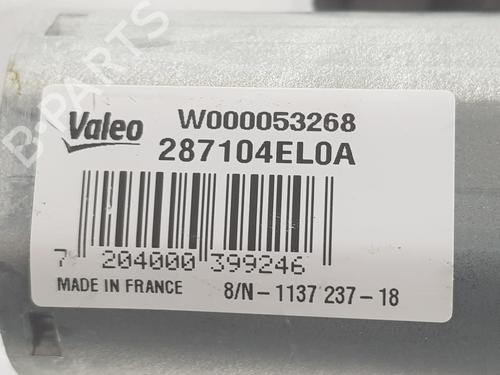 Valeo W000053268
287104EL0A
7 204000 399246
MADE IN FRANCE 8/N-1137 237-18
B-PARTS